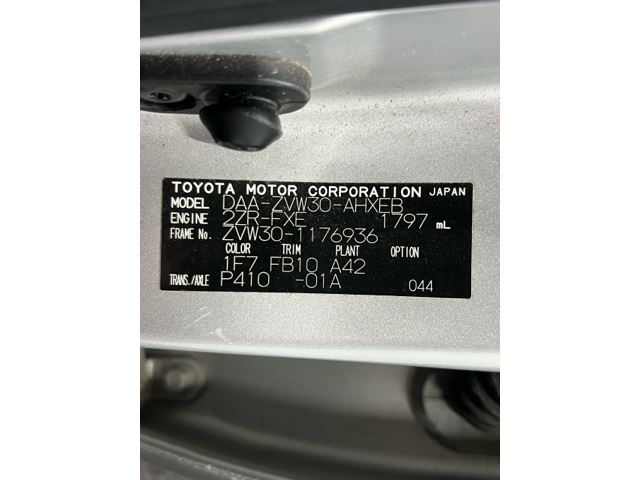 TOYOTA MOTOR CORPORATION JAPAN
MODEL DAA-ZVW30-AHXEB
ENGINE 2ZR-FXE 1797 mL
FRAME No. ZVW30-1176936
COLOR TRIM PLANT OPTION
1F7 FB10 A42
TRANS./AXLE P410 -01A 044